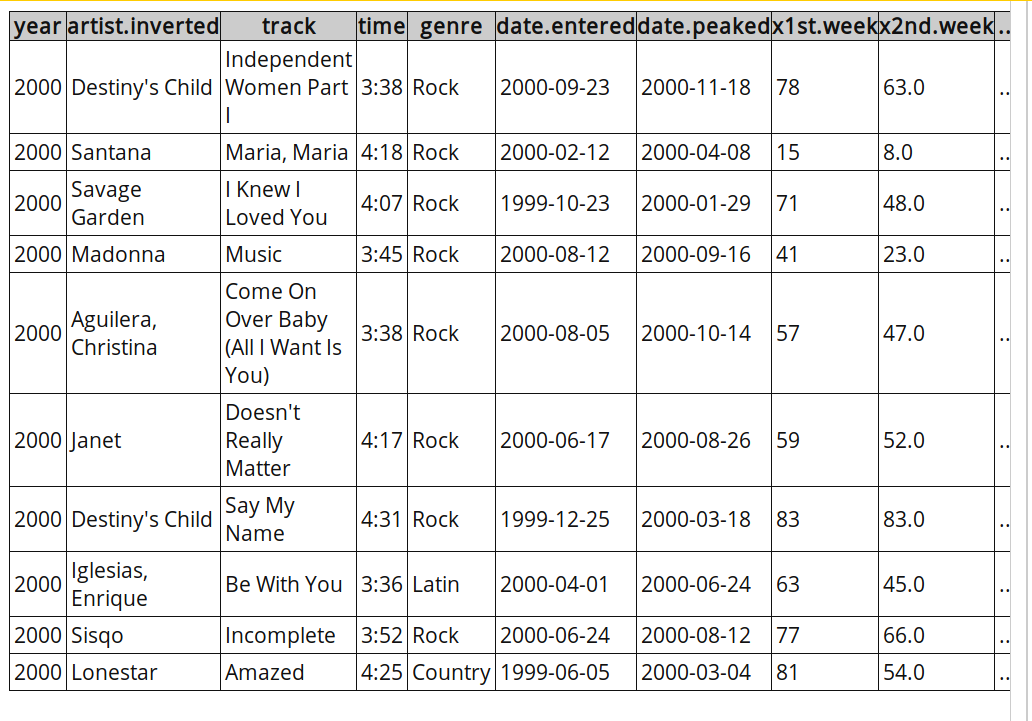 year artist.inverted track time genre date.entered date.peaked x1st.week x2nd.week ..
2000 Destiny's Child Independent Women Part I 3:38 Rock 2000-09-23 2000-11-18 78 63.0 ..
2000 Santana Maria, Maria 4:18 Rock 2000-02-12 2000-04-08 15 8.0 ..
2000 Savage Garden I Knew I Loved You 4:07 Rock 1999-10-23 2000-01-29 71 48.0 ..
2000 Madonna Music 3:45 Rock 2000-08-12 2000-09-16 41 23.0 ..
2000 Aguilera, Christina Come On Over Baby (All I Want Is You) 3:38 Rock 2000-08-05 2000-10-14 57 47.0 ..
2000 Janet Doesn't Really Matter 4:17 Rock 2000-06-17 2000-08-26 59 52.0 ..
2000 Destiny's Child Say My Name 4:31 Rock 1999-12-25 2000-03-18 83 83.0 ..
2000 Iglesias, Enrique Be With You 3:36 Latin 2000-04-01 2000-06-24 63 45.0 ..
2000 Sisqo Incomplete 3:52 Rock 2000-06-24 2000-08-12 77 66.0 ..
2000 Lonestar Amazed 4:25 Country 1999-06-05 2000-03-04 81 54.0 ..